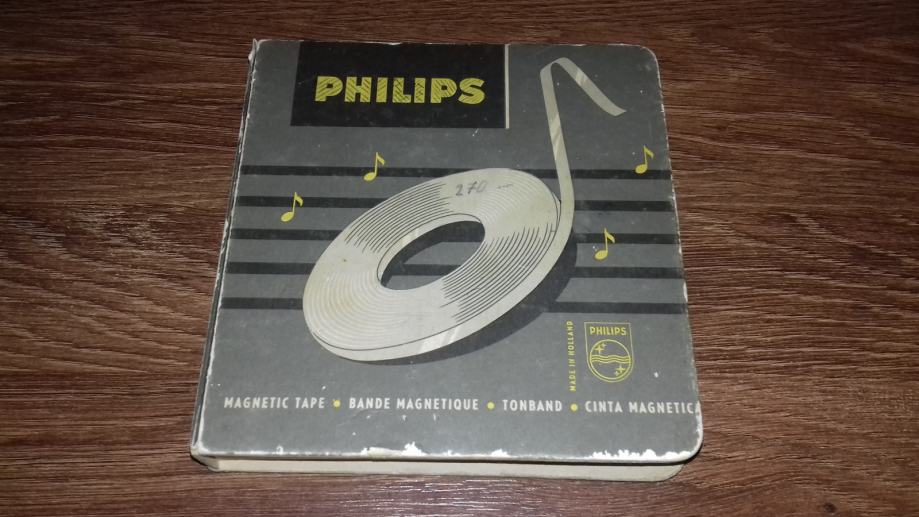 PHILIPS
270
MADE IN HOLLAND
PHILIPS
MAGNETIC TAPE • BANDE MAGNETIQUE • TONBAND • CINTA MAGNETICA